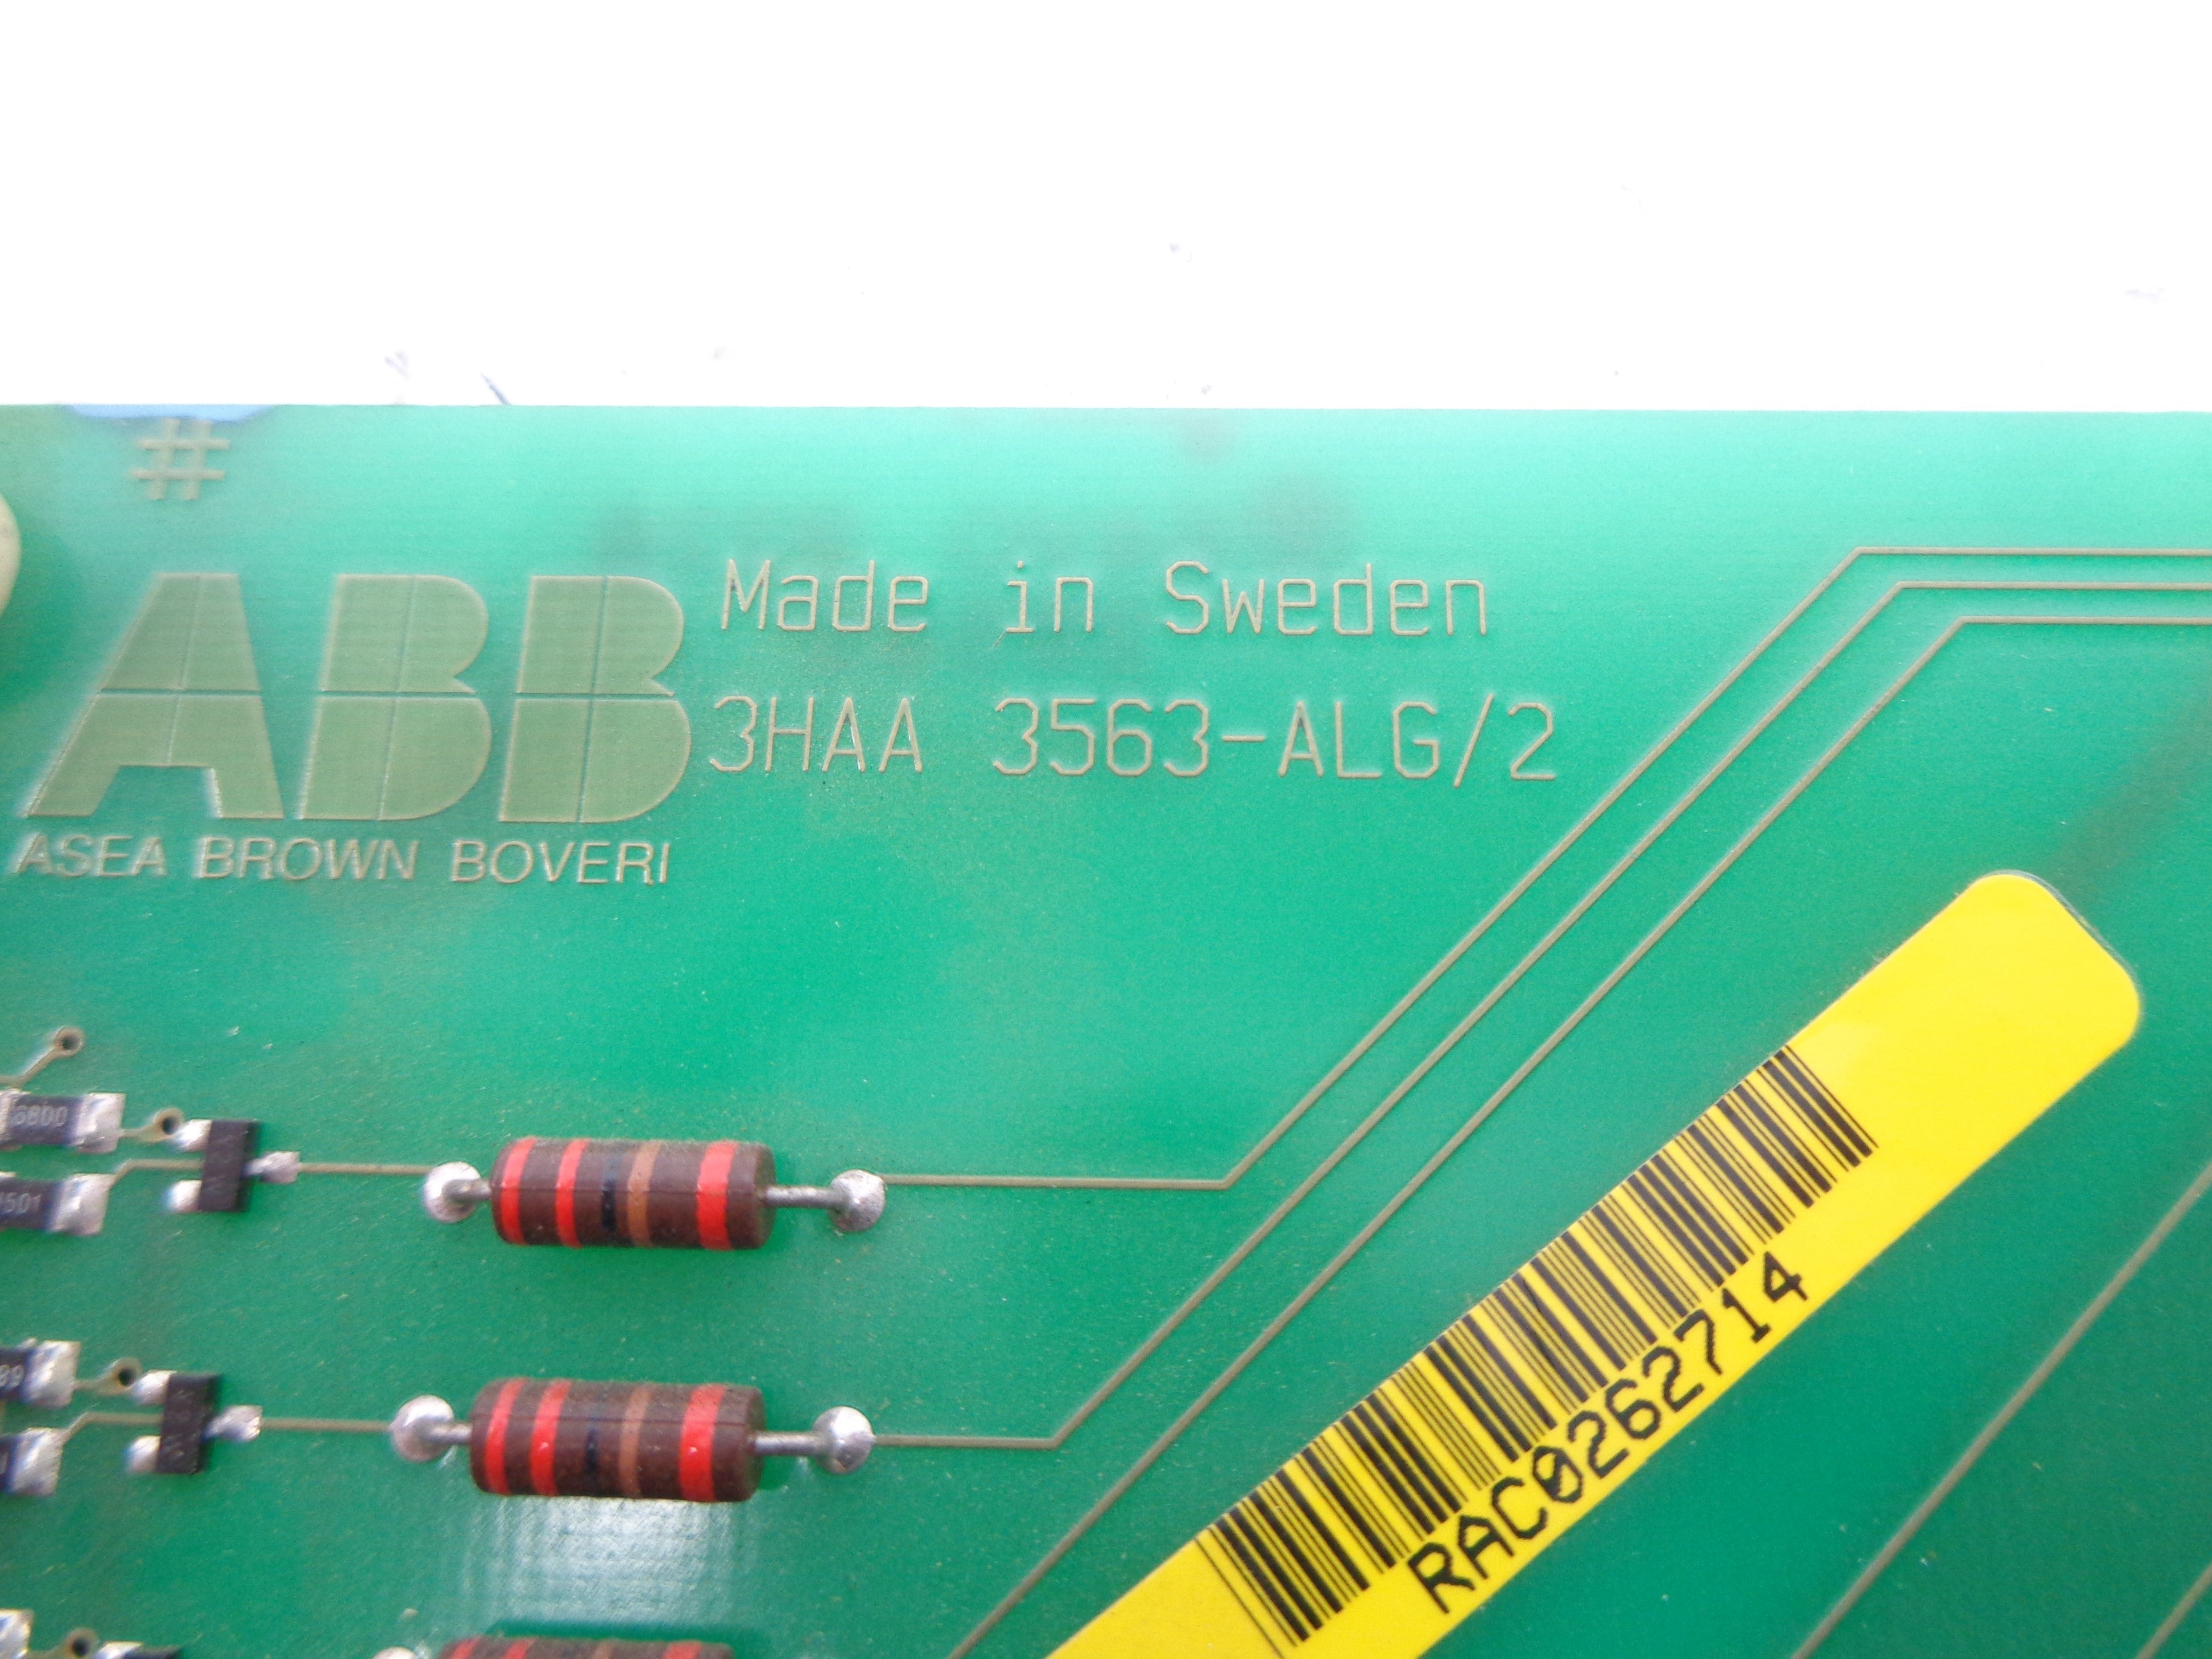 #
ABB
Made in Sweden
3HAA 3563-ALG/2
ASEA BROWN BOVERI
RAC0262714